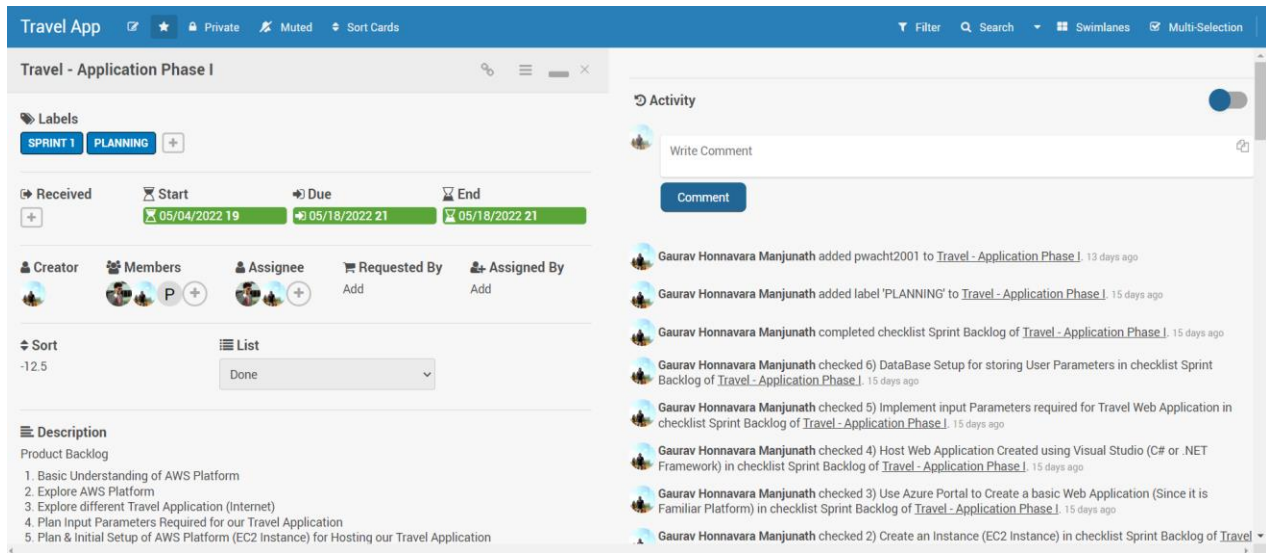 Travel App Private Muted Sort Cards Filter Search Swimlanes Multi-Selection
Travel - Application Phase I
Labels
SPRINT 1 PLANNING
Received Start Due End
05/04/2022 19 05/18/2022 21 05/18/2022 21
Creator Members Assignee Requested By Assigned By
P Add Add
Sort List
-12.5 Done
Description
Product Backlog
1. Basic Understanding of AWS Platform
2. Explore AWS Platform
3. Explore different Travel Application (Internet)
4. Plan Input Parameters Required for our Travel Application
5. Plan & Initial Setup of AWS Platform (EC2 Instance) for Hosting our Travel Application
Activity
Write Comment
Comment
Gaurav Honnavara Manjunath added pwacht2001 to Travel - Application Phase I. 13 days ago
Gaurav Honnavara Manjunath added label 'PLANNING' to Travel - Application Phase I. 15 days ago
Gaurav Honnavara Manjunath completed checklist Sprint Backlog of Travel - Application Phase I. 15 days ago
Gaurav Honnavara Manjunath checked 6) DataBase Setup for storing User Parameters in checklist Sprint
Backlog of Travel - Application Phase I. 15 days ago
Gaurav Honnavara Manjunath checked 5) Implement input Parameters required for Travel Web Application in
checklist Sprint Backlog of Travel - Application Phase I. 15 days ago
Gaurav Honnavara Manjunath checked 4) Host Web Application Created using Visual Studio (C# or .NET
Framework) in checklist Sprint Backlog of Travel - Application Phase I. 15 days ago
Gaurav Honnavara Manjunath checked 3) Use Azure Portal to Create a basic Web Application (Since it is
Familiar Platform) in checklist Sprint Backlog of Travel - Application Phase I. 15 days ago
Gaurav Honnavara Manjunath checked 2) Create an Instance (EC2 Instance) in checklist Sprint Backlog of Travel